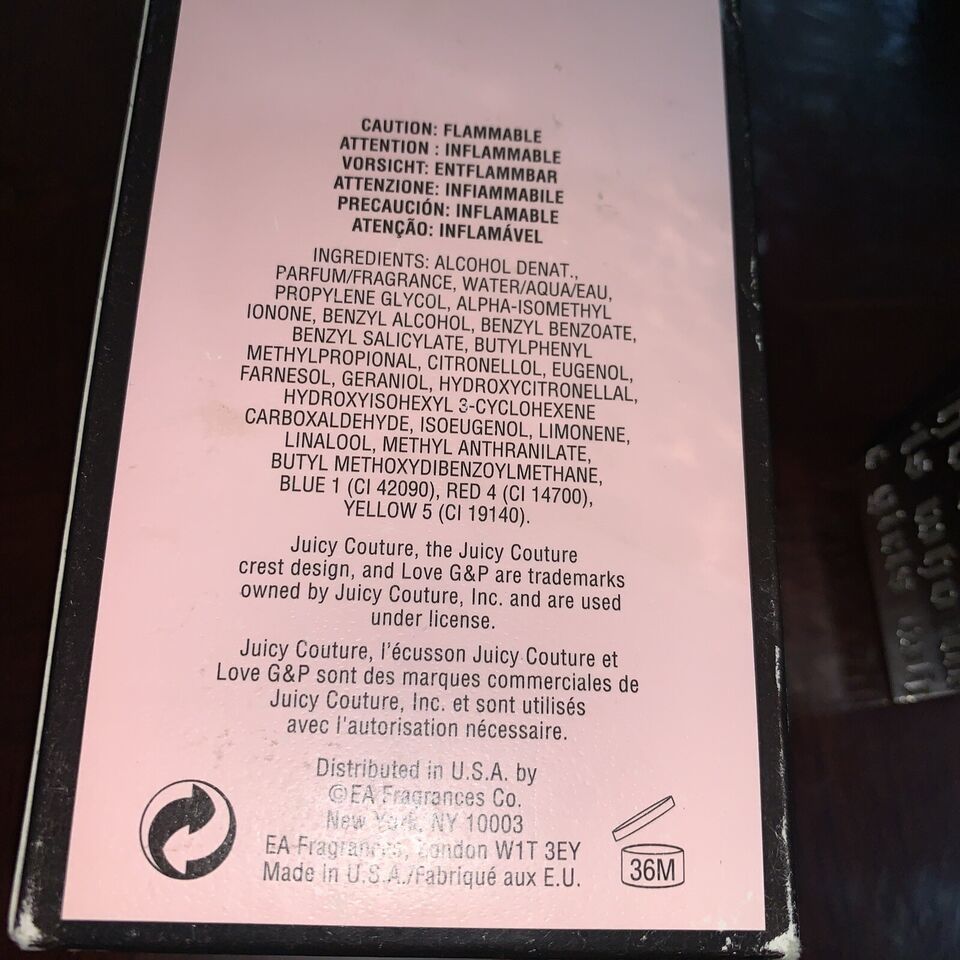 CAUTION: FLAMMABLE
ATTENTION : INFLAMMABLE
VORSICHT: ENTFLAMMBAR
ATTENZIONE: INFIAMMABILE
PRECAUCIÓN: INFLAMABLE
ATENÇÃO: INFLAMÁVEL
INGREDIENTS: ALCOHOL DENAT.,
PARFUM/FRAGRANCE, WATER/AQUA/EAU,
PROPYLENE GLYCOL, ALPHA-ISOMETHYL
IONONE, BENZYL ALCOHOL, BENZYL BENZOATE,
BENZYL SALICYLATE, BUTYLPHENYL
METHYLPROPIONAL, CITRONELLOL, EUGENOL,
FARNESOL, GERANIOL, HYDROXYCITRONELLAL,
HYDROXYISOHEXYL 3-CYCLOHEXENE
CARBOXALDEHYDE, ISOEUGENOL, LIMONENE,
LINALOOL, METHYL ANTHRANILATE,
BUTYL METHOXYDIBENZOYLMETHANE,
BLUE 1 (CI 42090), RED 4 (CI 14700),
YELLOW 5 (CI 19140).
Juicy Couture, the Juicy Couture
crest design, and Love G&P are trademarks
owned by Juicy Couture, Inc. and are used
under license.
Juicy Couture, l'écusson Juicy Couture et
Love G&P sont des marques commerciales de
Juicy Couture, Inc. et sont utilisés
avec l'autorisation nécessaire.
Distributed in U.S.A. by
©EA Fragrances Co.
New York, NY 10003
EA Fragrances, London W1T 3EY
Made in U.S.A./Fabriqué aux E.U.
36M